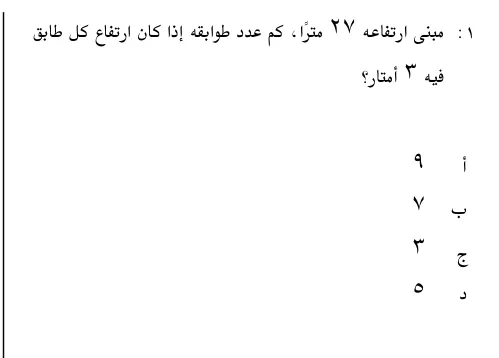 ١: مبنى ارتفاعه ٢٧ مترًا، كم عدد طوابقه إذا كان ارتفاع كل طابق
فيه ٣ أمتار؟
أ ٩
ب ٧
ج ٣
د ٥